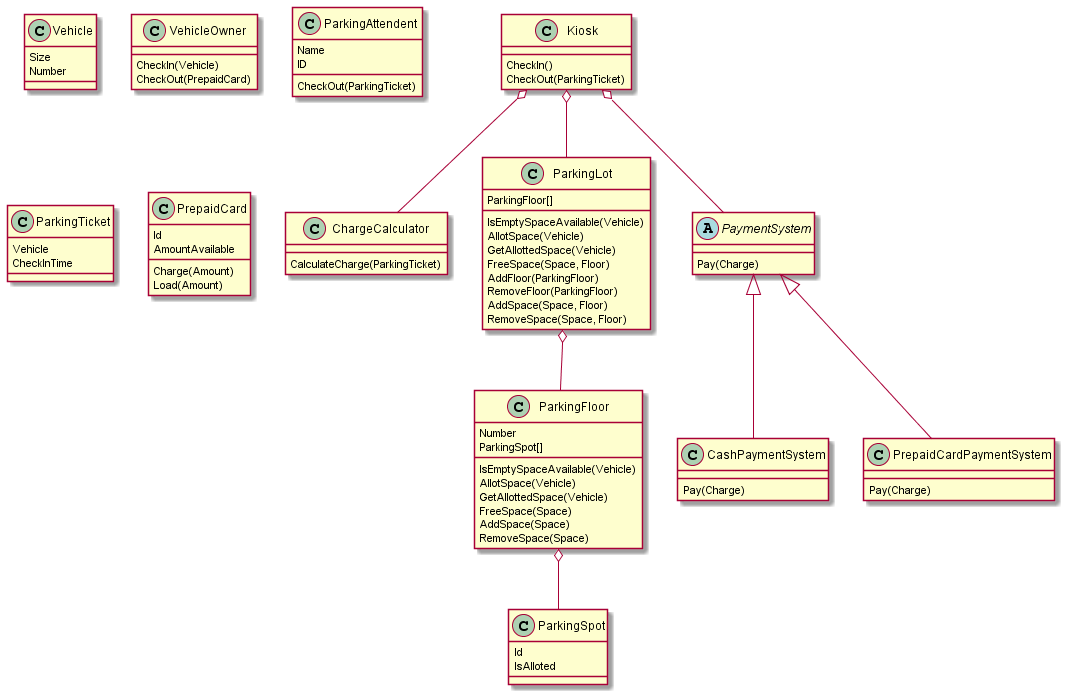 C Vehicle
Size
Number
C VehicleOwner
CheckIn(Vehicle)
CheckOut(PrepaidCard)
C ParkingAttendent
Name
ID
CheckOut(ParkingTicket)
C Kiosk
CheckIn()
CheckOut(ParkingTicket)
C ParkingTicket
Vehicle
CheckInTime
C PrepaidCard
Id
AmountAvailable
Charge(Amount)
Load(Amount)
C ChargeCalculator
CalculateCharge(ParkingTicket)
C ParkingLot
ParkingFloor[]
IsEmptySpaceAvailable(Vehicle)
AllotSpace(Vehicle)
GetAllottedSpace(Vehicle)
FreeSpace(Space, Floor)
AddFloor(ParkingFloor)
RemoveFloor(ParkingFloor)
AddSpace(Space, Floor)
RemoveSpace(Space, Floor)
A PaymentSystem
Pay(Charge)
C ParkingFloor
Number
ParkingSpot[]
IsEmptySpaceAvailable(Vehicle)
AllotSpace(Vehicle)
GetAllottedSpace(Vehicle)
FreeSpace(Space)
AddSpace(Space)
RemoveSpace(Space)
C CashPaymentSystem
Pay(Charge)
C PrepaidCardPaymentSystem
Pay(Charge)
C ParkingSpot
Id
IsAlloted